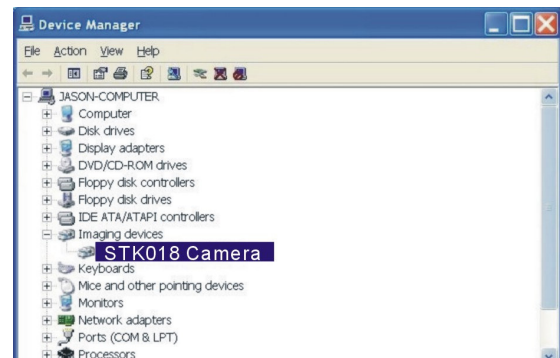 Device Manager
File Action View Help
JASON-COMPUTER
Computer
Disk drives
Display adapters
DVD/CD-ROM drives
Floppy disk controllers
Floppy disk drives
IDE ATA/ATAPI controllers
Imaging devices
STK018 Camera
Keyboards
Mice and other pointing devices
Monitors
Network adapters
Ports (COM & LPT)
Processors